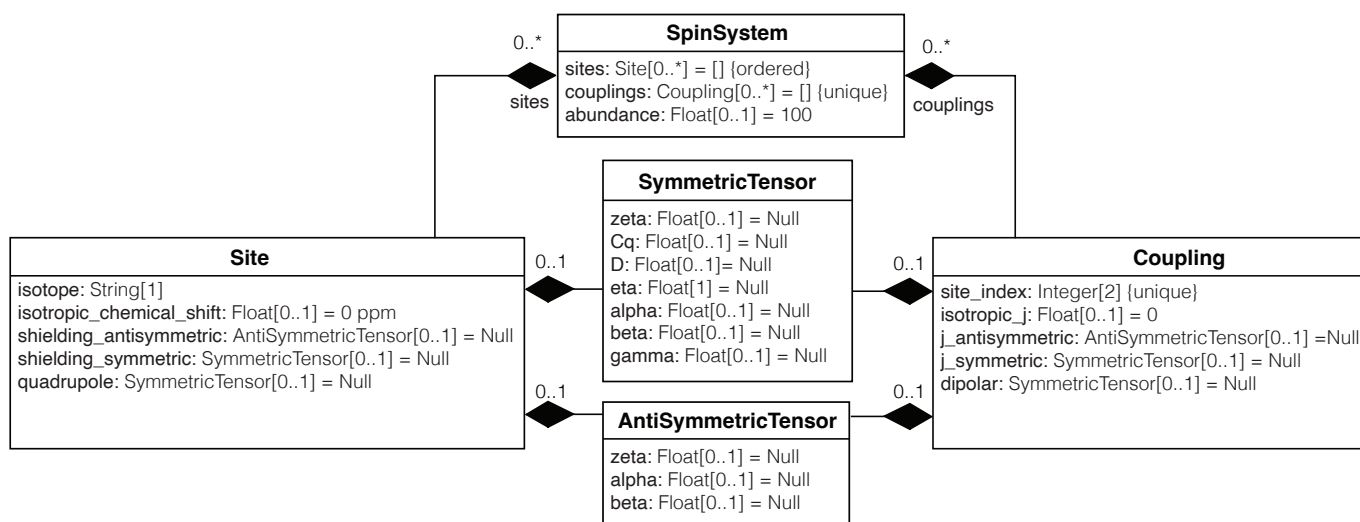 SpinSystem
0..*
0..*
sites: Site[0..*] = [] {ordered}
couplings: Coupling[0..*] = [] {unique}
abundance: Float[0..1] = 100
sites
couplings
SymmetricTensor
zeta: Float[0..1] = Null
Cq: Float[0..1] = Null
D: Float[0..1]= Null
eta: Float[1] = Null
alpha: Float[0..1] = Null
beta: Float[0..1] = Null
gamma: Float[0..1] = Null
Site
isotope: String[1]
isotropic_chemical_shift: Float[0..1] = 0 ppm
shielding_antisymmetric: AntiSymmetricTensor[0..1] = Null
shielding_symmetric: SymmetricTensor[0..1] = Null
quadrupole: SymmetricTensor[0..1] = Null
0..1
0..1
0..1
0..1
Coupling
site_index: Integer[2] {unique}
isotropic_j: Float[0..1] = 0
j_antisymmetric: AntiSymmetricTensor[0..1] =Null
j_symmetric: SymmetricTensor[0..1] = Null
dipolar: SymmetricTensor[0..1] = Null
AntiSymmetricTensor
zeta: Float[0..1] = Null
alpha: Float[0..1] = Null
beta: Float[0..1] = Null